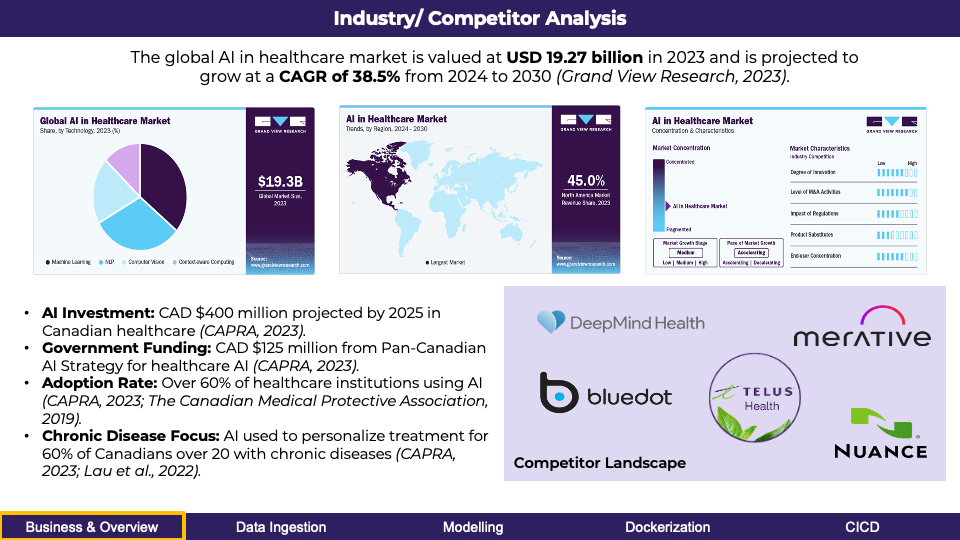 Industry/ Competitor Analysis
The global AI in healthcare market is valued at USD 19.27 billion in 2023 and is projected to
grow at a CAGR of 38.5% from 2024 to 2030 (Grand View Research, 2023).
Global AI in Healthcare Market
Share, by Technology, 2023 (%)
GRAND VIEW RESEARCH
$19.3B
Global Market Size,
2023
Source:
www.grandviewresearch.com
Machine Learning
NLP
Computer Vision
Context-aware Computing
AI in Healthcare Market
Trends, by Region, 2024 - 2030
GRAND VIEW RESEARCH
45.0%
North America Market
Revenue Share, 2023
Source:
www.grandviewresearch.com
Largest Market
AI in Healthcare Market
Concentration & Characteristics
GRAND VIEW RESEARCH
Market Concentration
Concentrated
AI in Healthcare Market
Fragmented
Market Growth Stage
Medium
Low | Medium | High
Pace of Market Growth
Accelerating
Accelerating | Decelerating
Market Characteristics
Industry Competition
Low High
Degree of Innovation
Level of M&A Activities
Impact of Regulations
Product Substitutes
End-user Concentration
• AI Investment: CAD $400 million projected by 2025 in
Canadian healthcare (CAPRA, 2023).
• Government Funding: CAD $125 million from Pan-Canadian
AI Strategy for healthcare AI (CAPRA, 2023).
• Adoption Rate: Over 60% of healthcare institutions using AI
(CAPRA, 2023; The Canadian Medical Protective Association,
2019).
• Chronic Disease Focus: AI used to personalize treatment for
60% of Canadians over 20 with chronic diseases (CAPRA,
2023; Lau et al., 2022).
DeepMind Health
merative
bluedot
TELUS
Health
NUANCE
Competitor Landscape
Business & Overview
Data Ingestion
Modelling
Dockerization
CICD